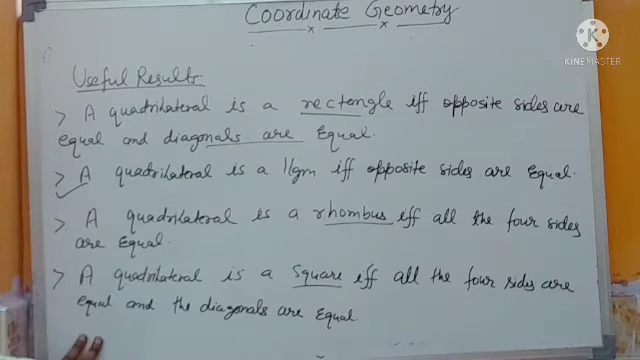 Coordinate Geometry
KINEMASTER
Useful Results
> A quadrilateral is a rectangle iff opposite sides are
equal and diagonals are Equal.
> A quadrilateral is a ||gm iff opposite sides are Equal.
> A quadrilateral is a rhombus iff all the four sides
are Equal.
> A quadrilateral is a Square iff all the four sides are
equal and the diagonals are Equal.